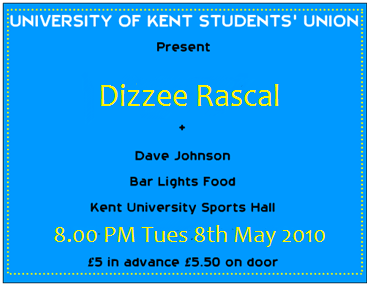 UNIVERSITY OF KENT STUDENTS' UNION
Present
Dizzee Rascal
+
Dave Johnson
Bar Lights Food
Kent University Sports Hall
8.00 PM Tues 8th May 2010
£5 in advance £5.50 on door